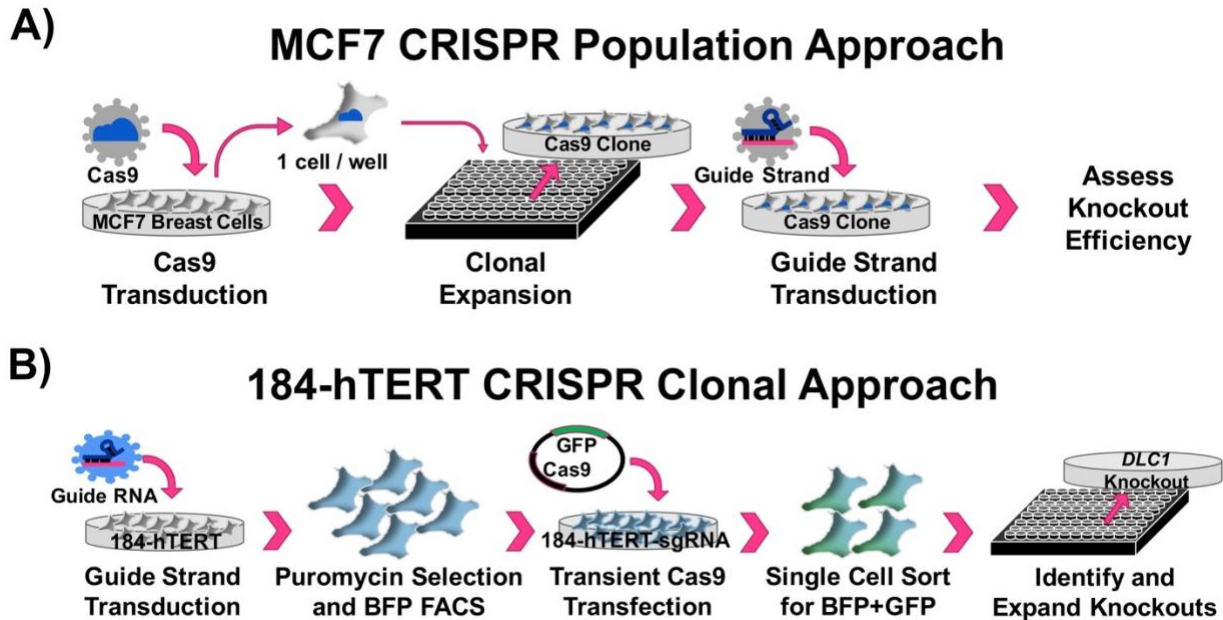 A)
MCF7 CRISPR Population Approach
Cas9
MCF7 Breast Cells
1 cell / well
Cas9 Clone
Guide Strand
Cas9 Clone
Cas9
Transduction
Clonal
Expansion
Guide Strand
Transduction
Assess
Knockout
Efficiency
B)
184-hTERT CRISPR Clonal Approach
Guide RNA
184-hTERT
GFP
Cas9
184-hTERT-sgRNA
DLC1
Knockout
Guide Strand
Transduction
Puromycin Selection
and BFP FACS
Transient Cas9
Transfection
Single Cell Sort
for BFP+GFP
Identify and
Expand Knockouts